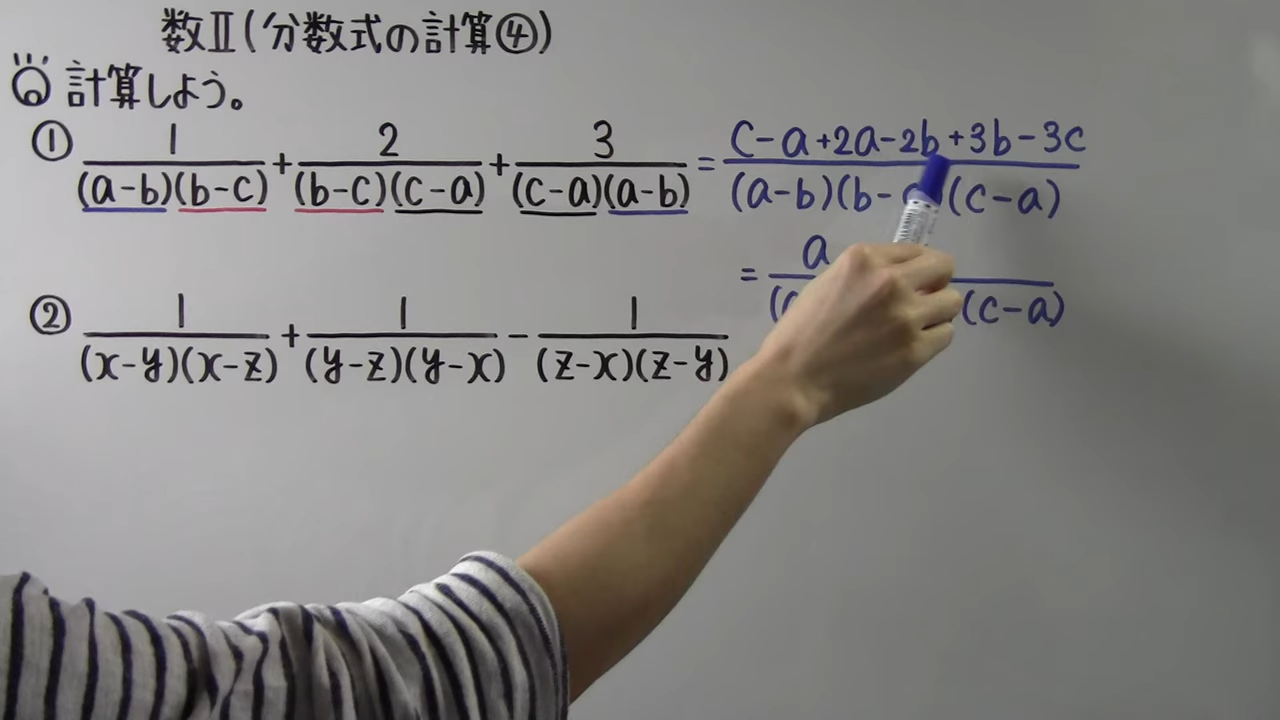 数Ⅱ(分数式の計算④)
Q 計算しよう。
① 1/((a-b)(b-c)) + 2/((b-c)(c-a)) + 3/((c-a)(a-b)) = (c-a+2a-2b+3b-3c)/((a-b)(b-c)(c-a))
= a / (c-a)
② 1/((x-y)(x-z)) + 1/((y-z)(y-x)) - 1/((z-x)(z-y))